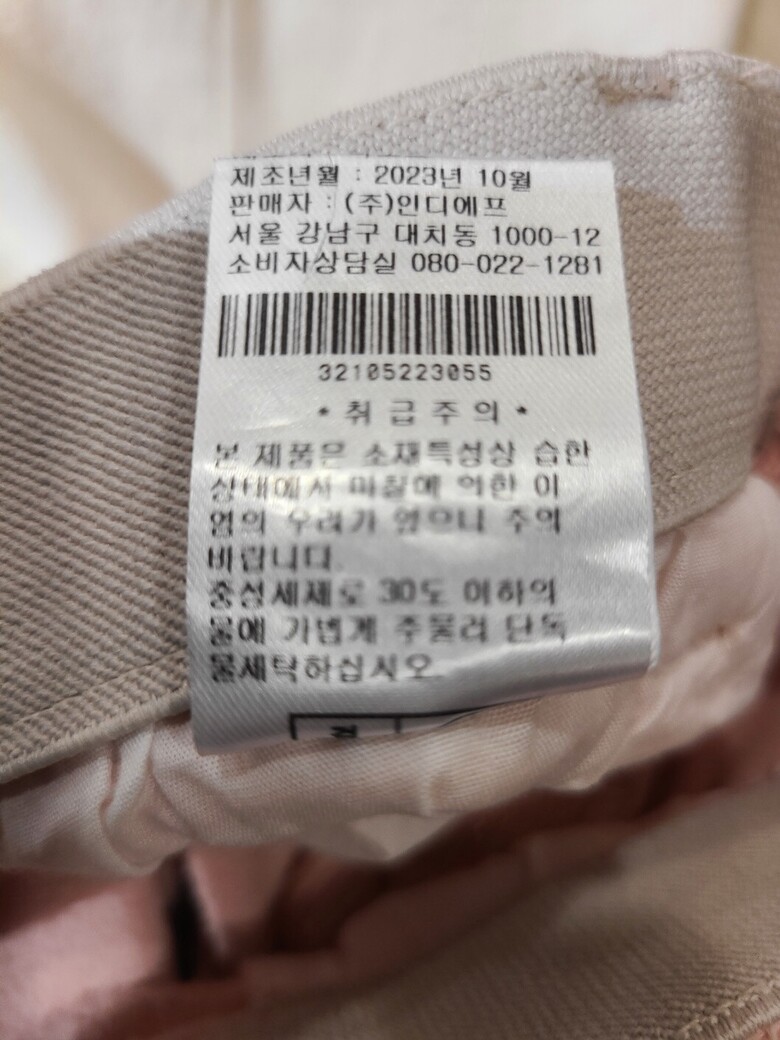 제조년월 : 2023년 10월
판매자 : (주)인디에프
서울 강남구 대치동 1000-12
소비자상담실 080-022-1281
32105223055
* 취 급 주 의 *
본 제품은 소재특성상 습한
상태에서 마찰에 의한 이
염의 우려가 있으니 주의
바랍니다.
중성세제로 30도 이하의
물에 가볍게 주물러 단독
물세탁하십시오.